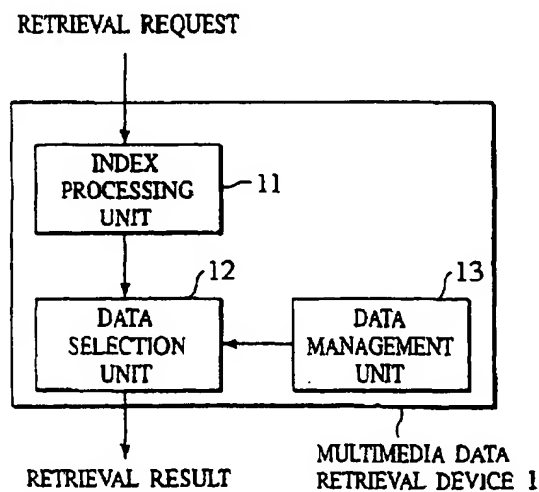 RETRIEVAL REQUEST
INDEX
PROCESSING
UNIT
11
12
13
DATA
SELECTION
UNIT
DATA
MANAGEMENT
UNIT
MULTIMEDIA DATA
RETRIEVAL DEVICE 1
RETRIEVAL RESULT